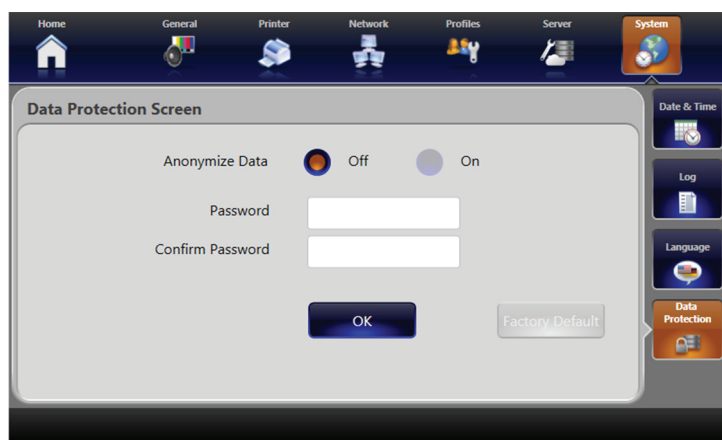 Home General Printer Network Profiles Server System
Data Protection Screen
Date & Time
Anonymize Data Off On
Log
Password
Confirm Password
Language
OK Factory Default
Data
Protection